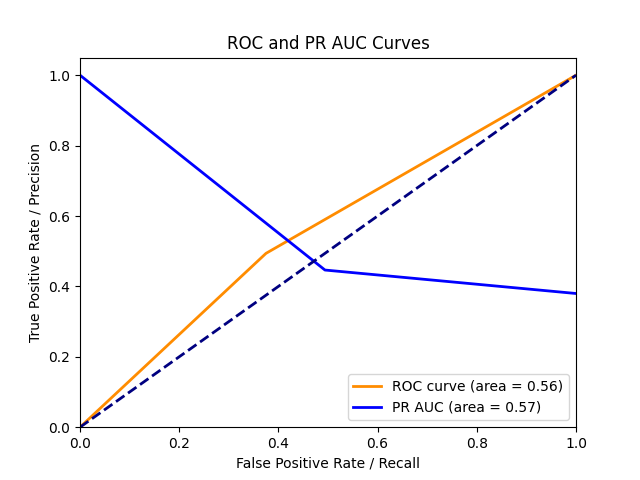 ROC and PR AUC Curves
True Positive Rate / Precision
1.0
0.8
0.6
0.4
0.2
0.0
0.0 0.2 0.4 0.6 0.8 1.0
False Positive Rate / Recall
ROC curve (area = 0.56)
PR AUC (area = 0.57)